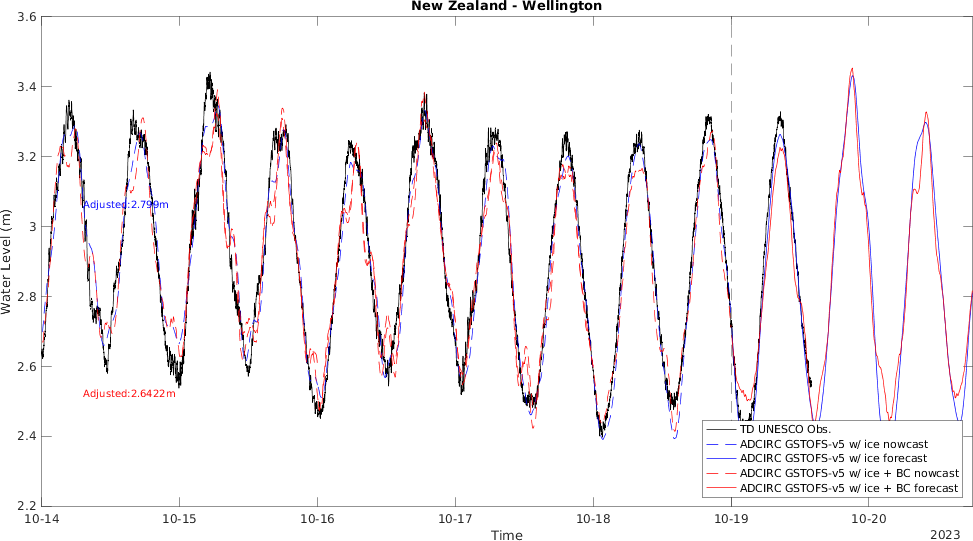 New Zealand - Wellington
3.6
3.4
3.2
3
2.8
2.6
2.4
2.2
Water Level (m)
Adjusted:2.799m
Adjusted:2.6422m
TD UNESCO Obs.
ADCIRC GSTOFS-v5 w/ ice nowcast
ADCIRC GSTOFS-v5 w/ ice forecast
ADCIRC GSTOFS-v5 w/ ice + BC nowcast
ADCIRC GSTOFS-v5 w/ ice + BC forecast
10-14 10-15 10-16 10-17 10-18 10-19 10-20
Time
2023